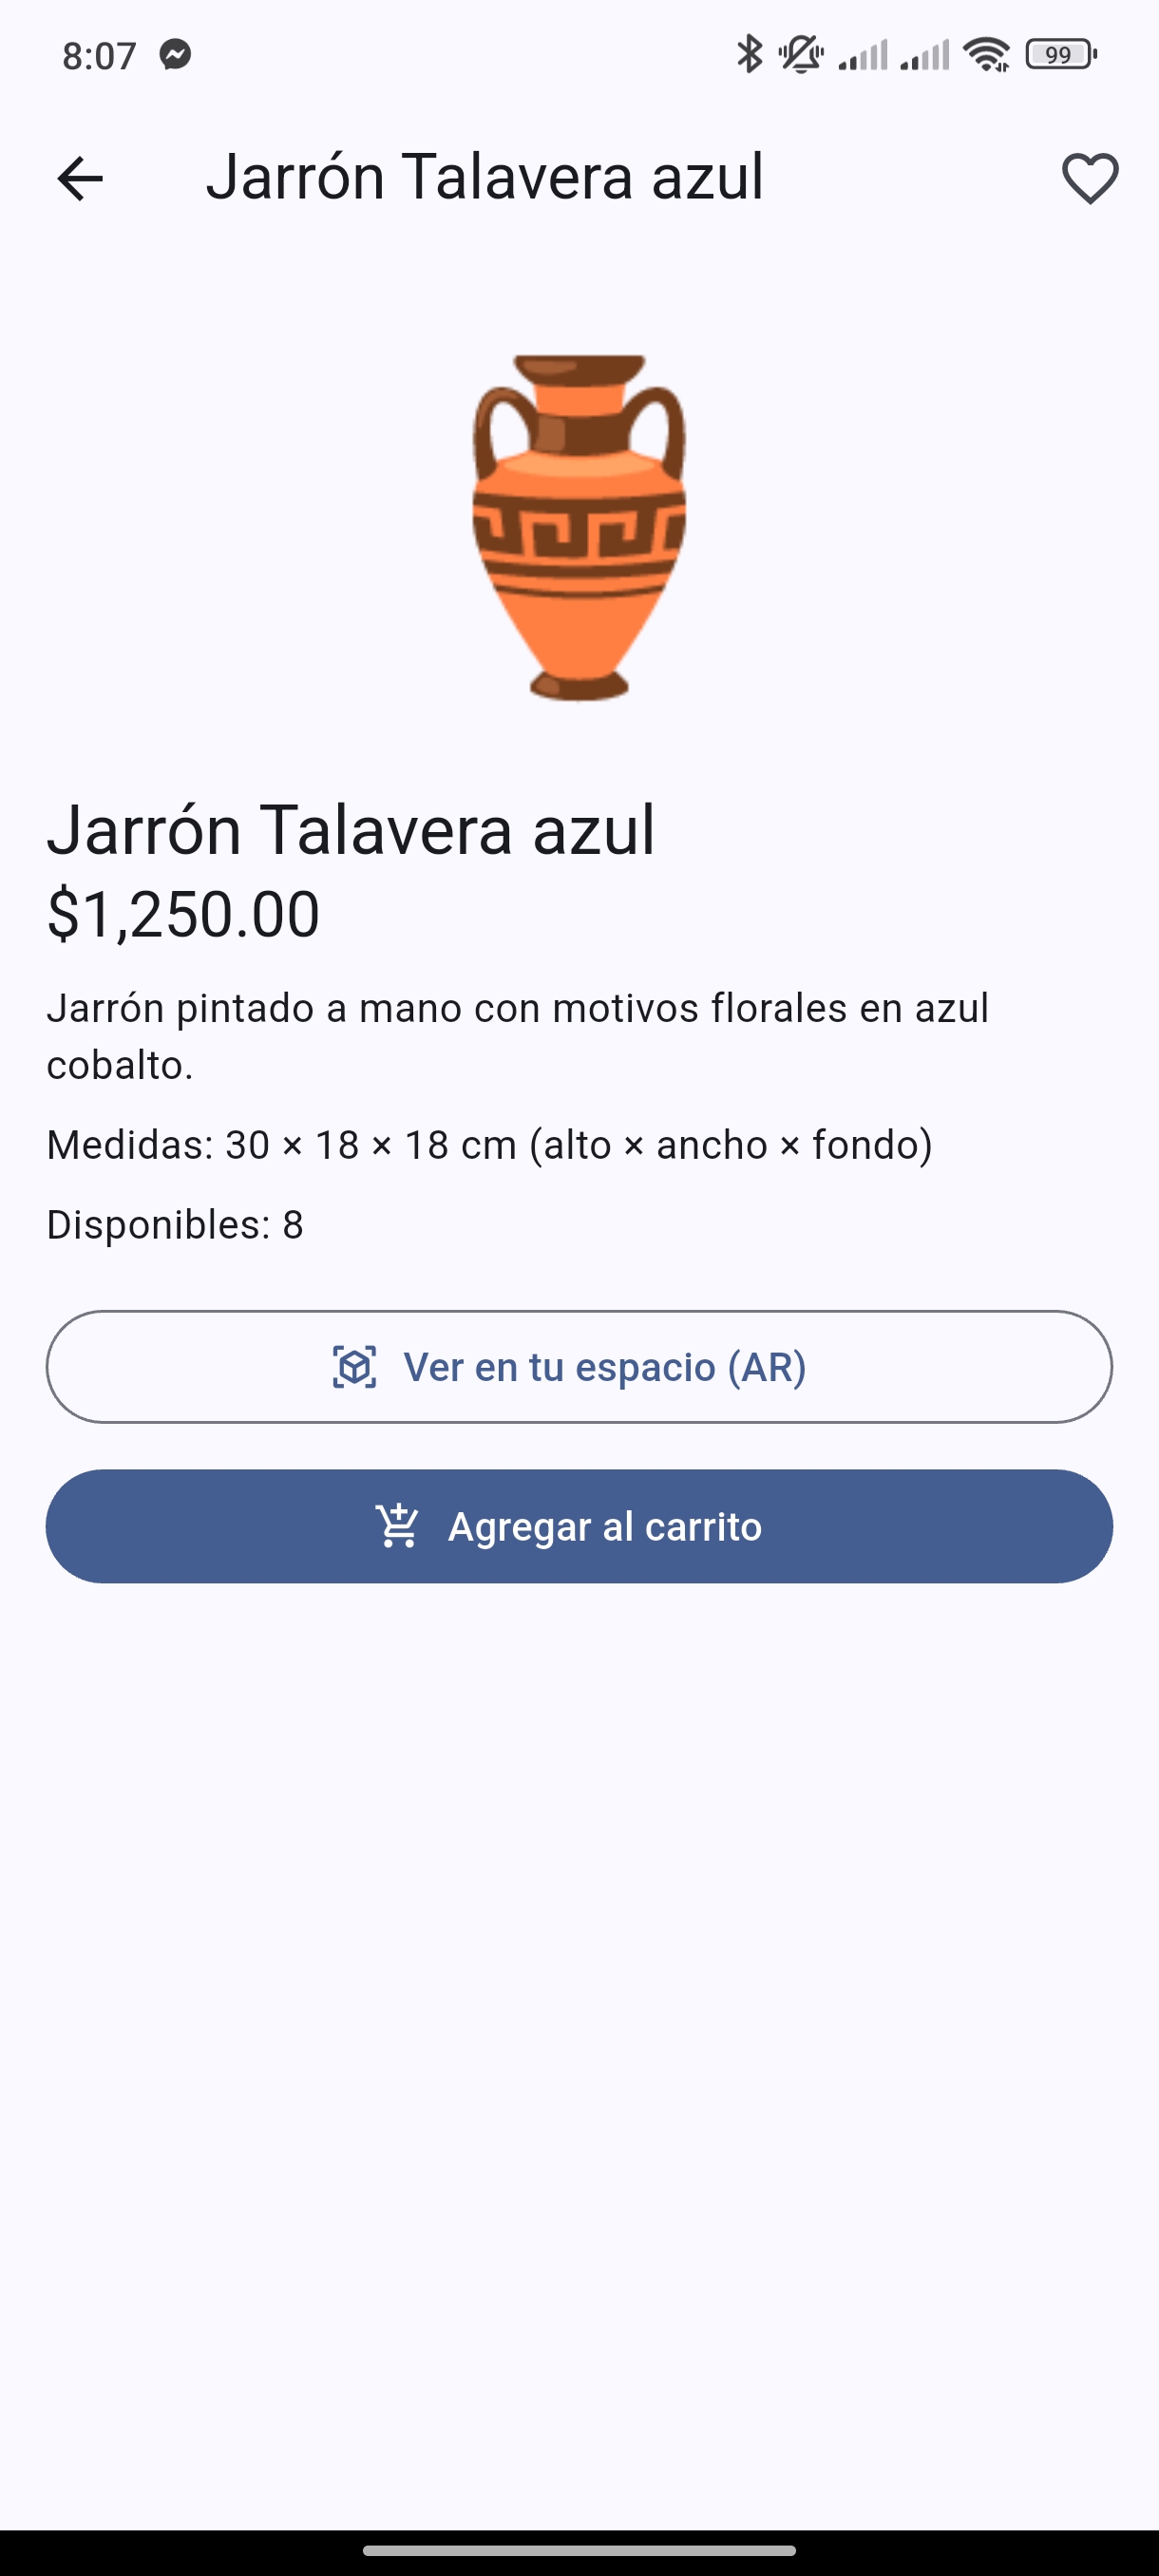 8:07
99
Jarrón Talavera azul
Jarrón Talavera azul
$1,250.00
Jarrón pintado a mano con motivos florales en azul
cobalto.
Medidas: 30 × 18 × 18 cm (alto × ancho × fondo)
Disponibles: 8
Ver en tu espacio (AR)
Agregar al carrito